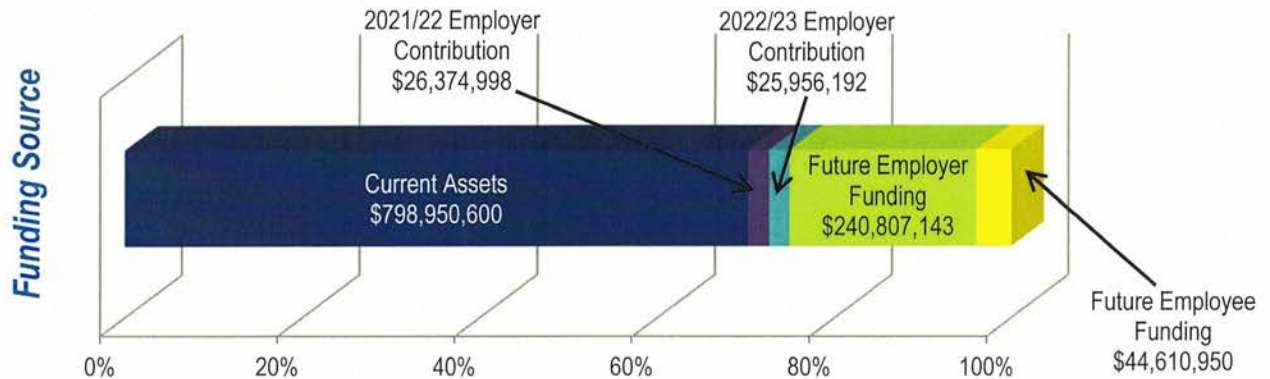 2021/22 Employer
Contribution
$26,374,998
2022/23 Employer
Contribution
$25,956,192
Funding Source
Current Assets
$798,950,600
Future Employer
Funding
$240,807,143
Future Employee
Funding
$44,610,950
0%
20%
40%
60%
80%
100%